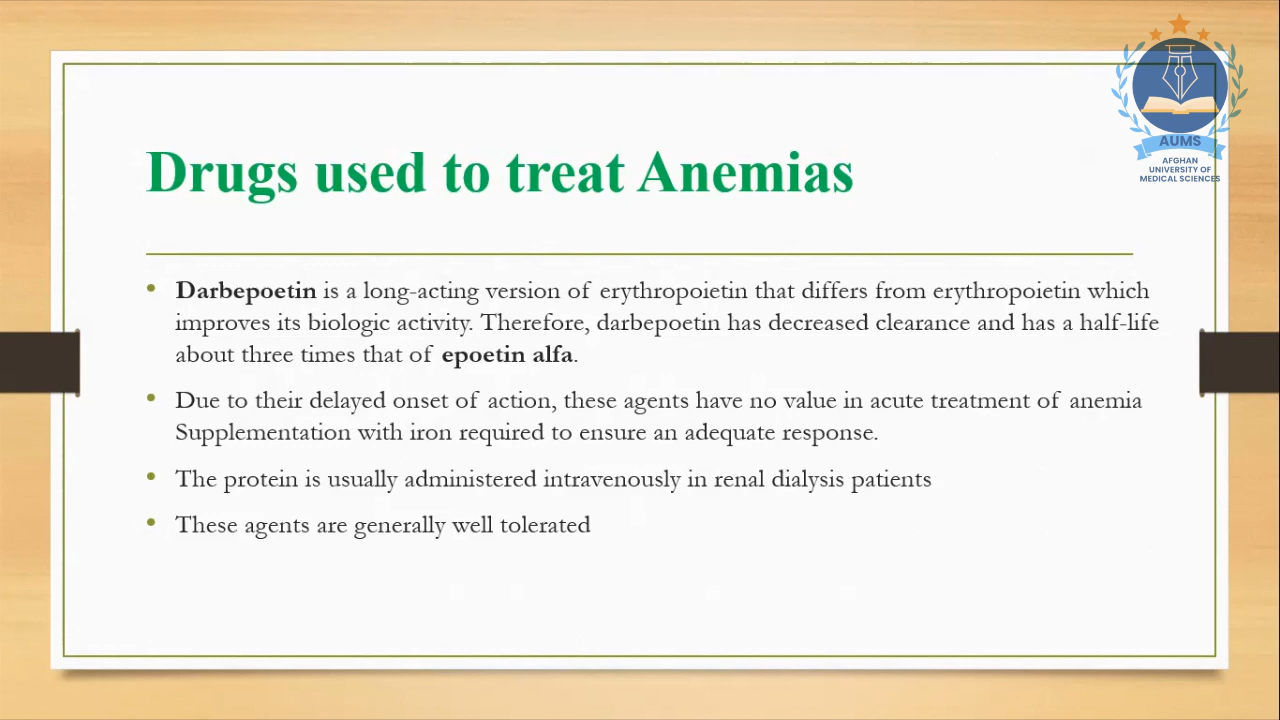 AUMS
AFGHAN
UNIVERSITY OF
MEDICAL SCIENCES
Drugs used to treat Anemias
• Darbepoetin is a long-acting version of erythropoietin that differs from erythropoietin which
improves its biologic activity. Therefore, darbepoetin has decreased clearance and has a half-life
about three times that of epoetin alfa.
• Due to their delayed onset of action, these agents have no value in acute treatment of anemia
Supplementation with iron required to ensure an adequate response.
• The protein is usually administered intravenously in renal dialysis patients
• These agents are generally well tolerated